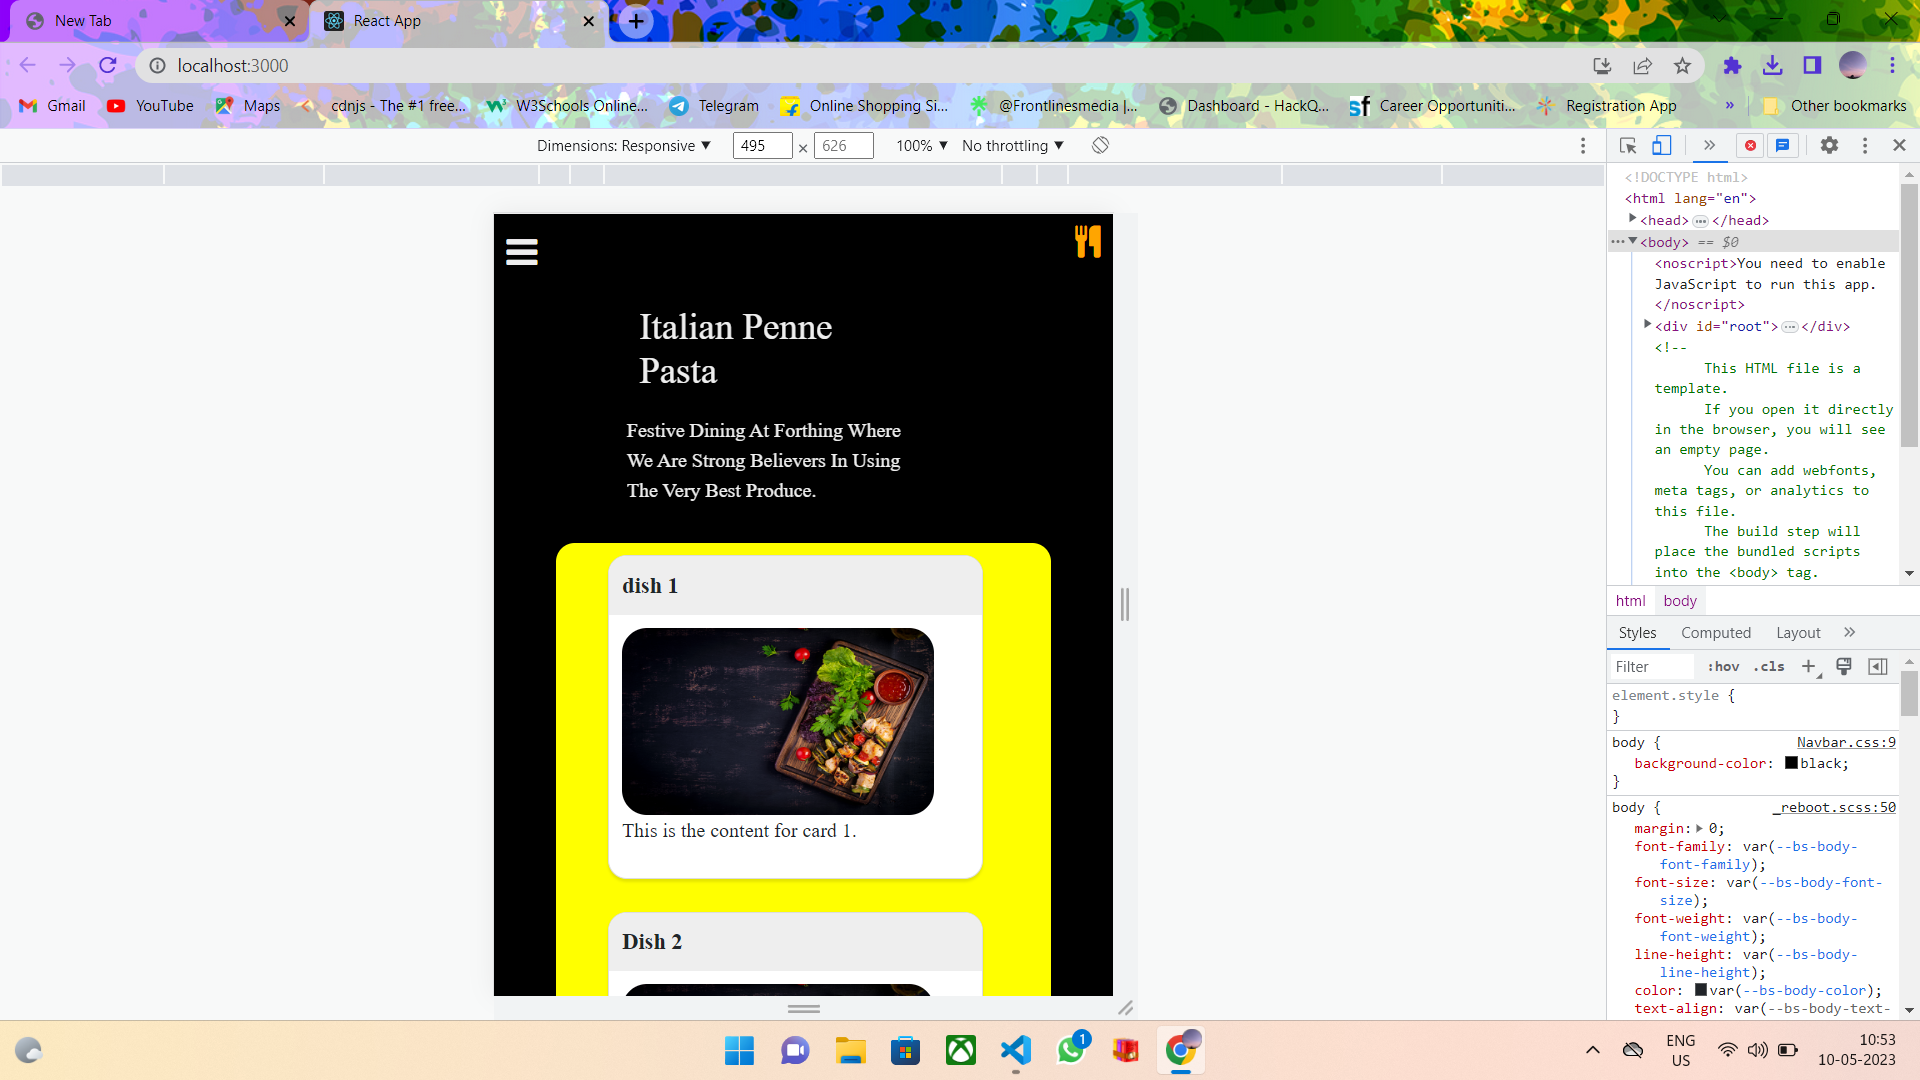 New Tab
React App
localhost:3000
Gmail
YouTube
Maps
cdnjs - The #1 free...
W3Schools Online...
Telegram
Online Shopping Si...
@Frontlinesmedia |...
Dashboard - HackQ...
sf
Career Opportuniti...
Registration App
»
Other bookmarks
Dimensions: Responsive ▼
495
×
626
100% ▼
No throttling ▼
»
<!DOCTYPE html>
<html lang="en">
▶<head>…</head>
…▼<body> == $0
<noscript>You need to enable
JavaScript to run this app.
</noscript>
▶<div id="root">…</div>
<!--
This HTML file is a
template.
If you open it directly
in the browser, you will see
an empty page.
You can add webfonts,
meta tags, or analytics to
this file.
The build step will
place the bundled scripts
into the <body> tag.
html
body
Styles
Computed
Layout
»
Filter
:hov
.cls
+
element.style {
}
body {
Navbar.css:9
background-color: black;
}
body {
_reboot.scss:50
margin:▶ 0;
font-family: var(--bs-body-
font-family);
font-size: var(--bs-body-font-
size);
font-weight: var(--bs-body-
font-weight);
line-height: var(--bs-body-
line-height);
color: var(--bs-body-color);
text-align: var(--bs-body-text-
Italian Penne
Pasta
Festive Dining At Forthing Where
We Are Strong Believers In Using
The Very Best Produce.
dish 1
This is the content for card 1.
Dish 2
1
ENG
US
10:53
10-05-2023